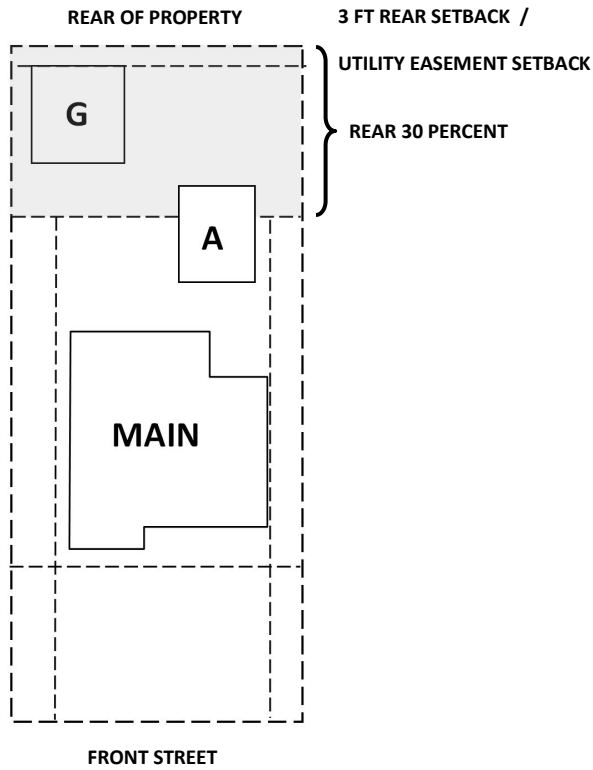 REAR OF PROPERTY
3 FT REAR SETBACK /
UTILITY EASEMENT SETBACK
G
REAR 30 PERCENT
A
MAIN
FRONT STREET